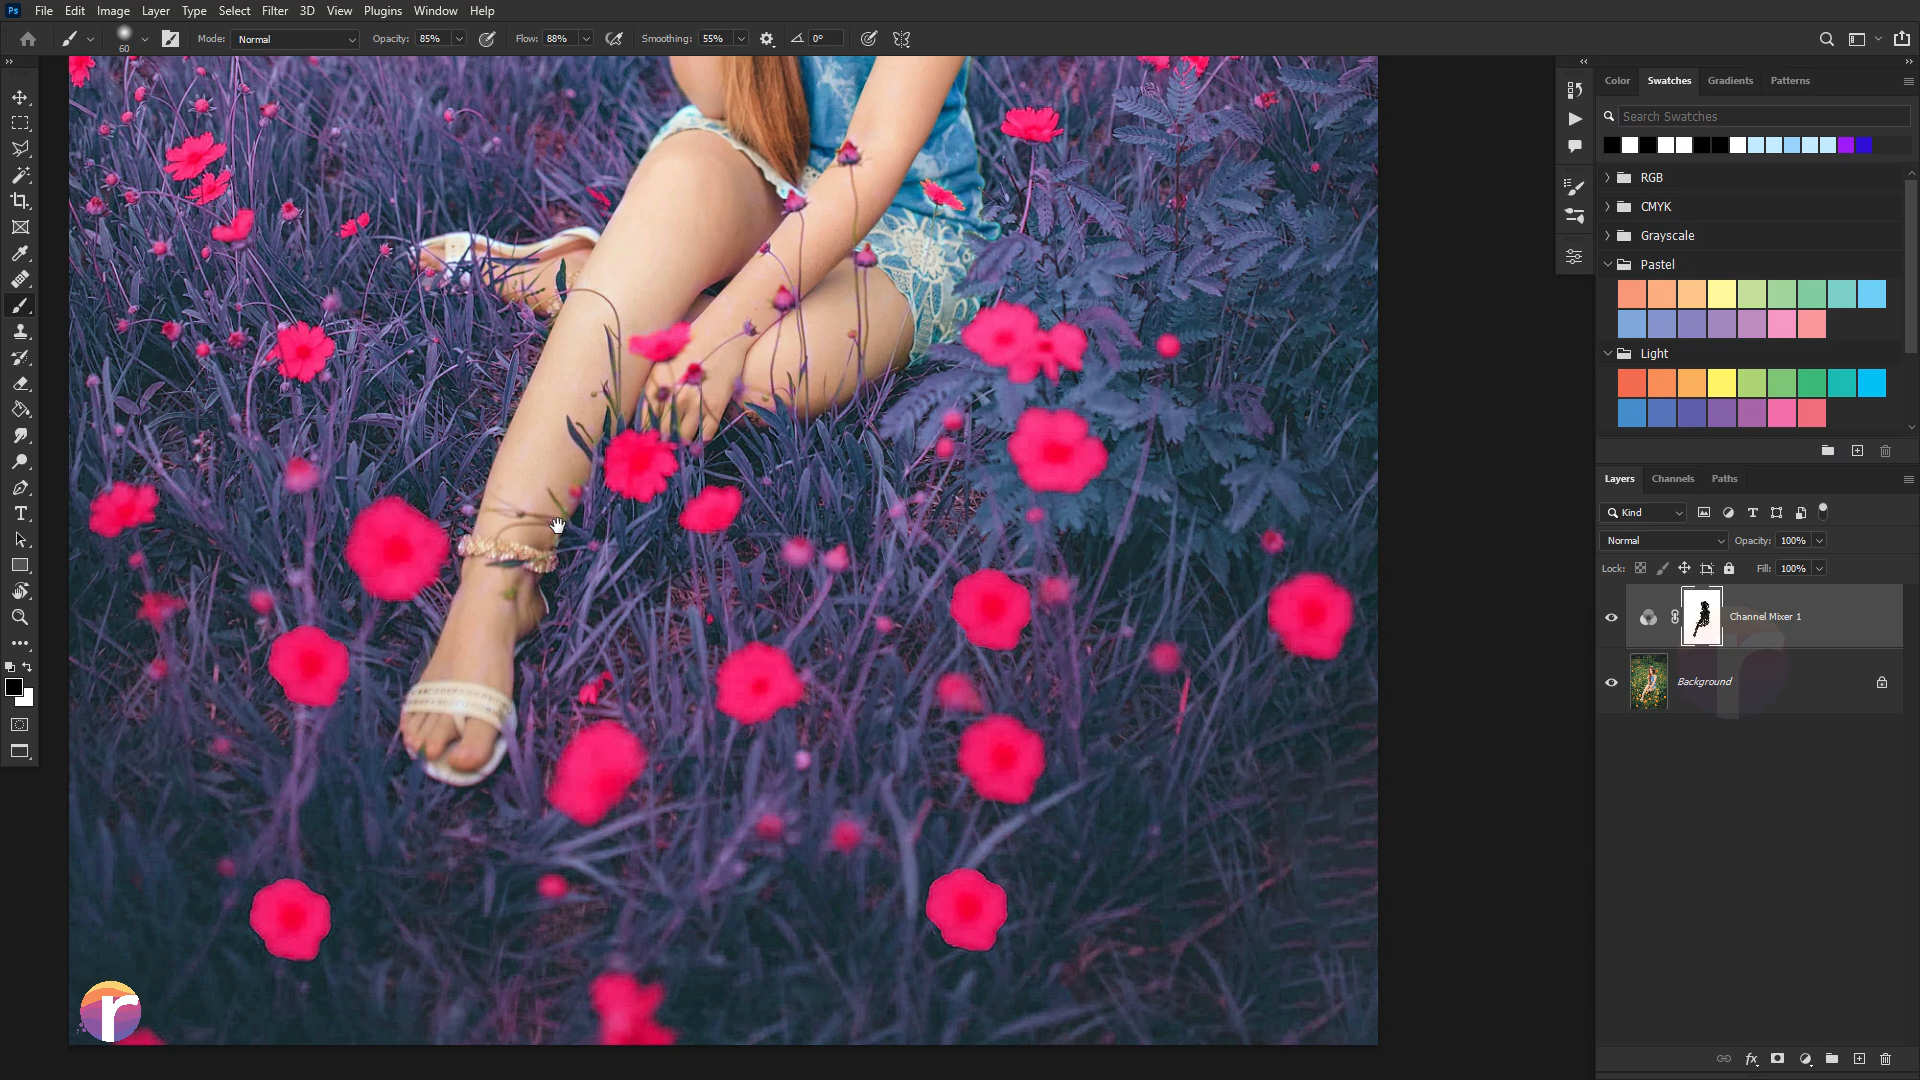 Ps File Edit Image Layer Type Select Filter 3D View Plugins Window Help
60 Mode: Normal Opacity: 85% Flow: 88% Smoothing: 55% 0°
Color Swatches Gradients Patterns
Search Swatches
RGB
CMYK
Grayscale
Pastel
Light
Layers Channels Paths
Kind
Normal Opacity: 100%
Lock: Fill: 100%
Channel Mixer 1
Background
fx
r